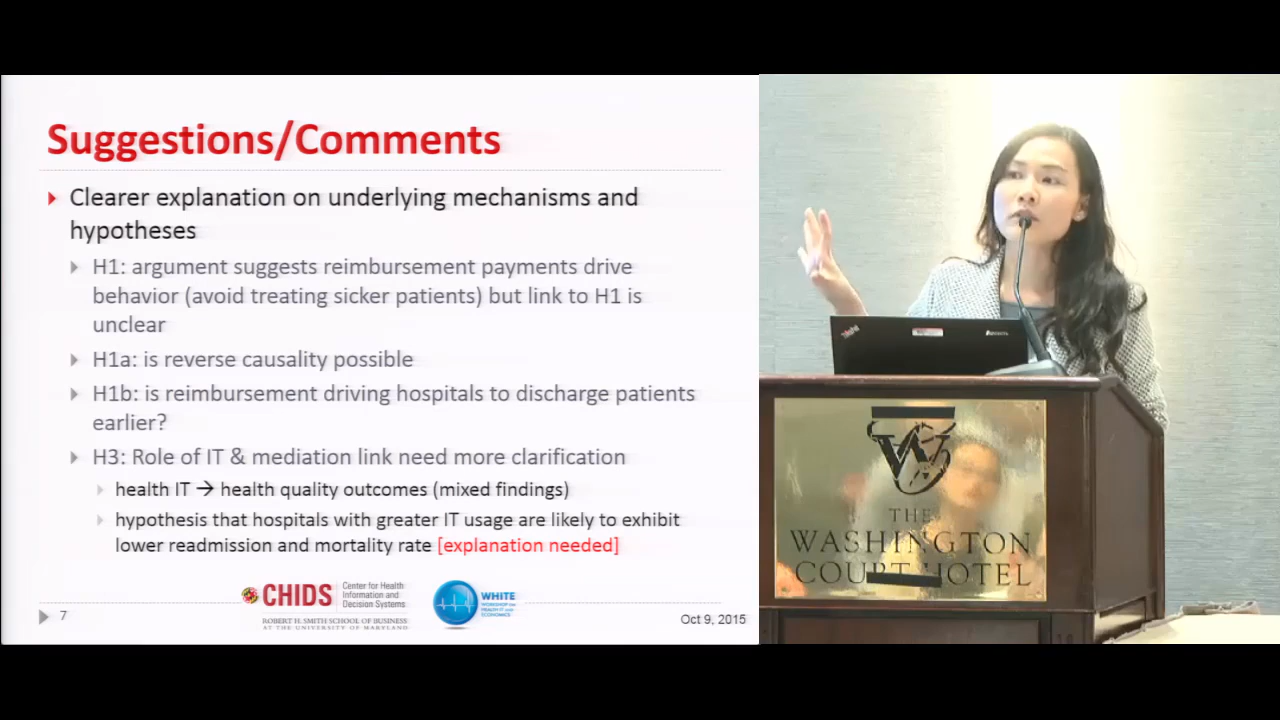 Suggestions/Comments
Clearer explanation on underlying mechanisms and
hypotheses
H1: argument suggests reimbursement payments drive
behavior (avoid treating sicker patients) but link to H1 is
unclear
H1a: is reverse causality possible
H1b: is reimbursement driving hospitals to discharge patients
earlier?
H3: Role of IT & mediation link need more clarification
health IT → health quality outcomes (mixed findings)
hypothesis that hospitals with greater IT usage are likely to exhibit
lower readmission and mortality rate [explanation needed]
CHIDS
Center for Health
Information and
Decision Systems
ROBERT H. SMITH SCHOOL OF BUSINESS
AT THE UNIVERSITY OF MARYLAND
WHITE
WORKSHOP ON
HEALTH IT AND
ECONOMICS
7
Oct 9, 2015
ThinkPad
THE
WASHINGTON
COURT HOTEL